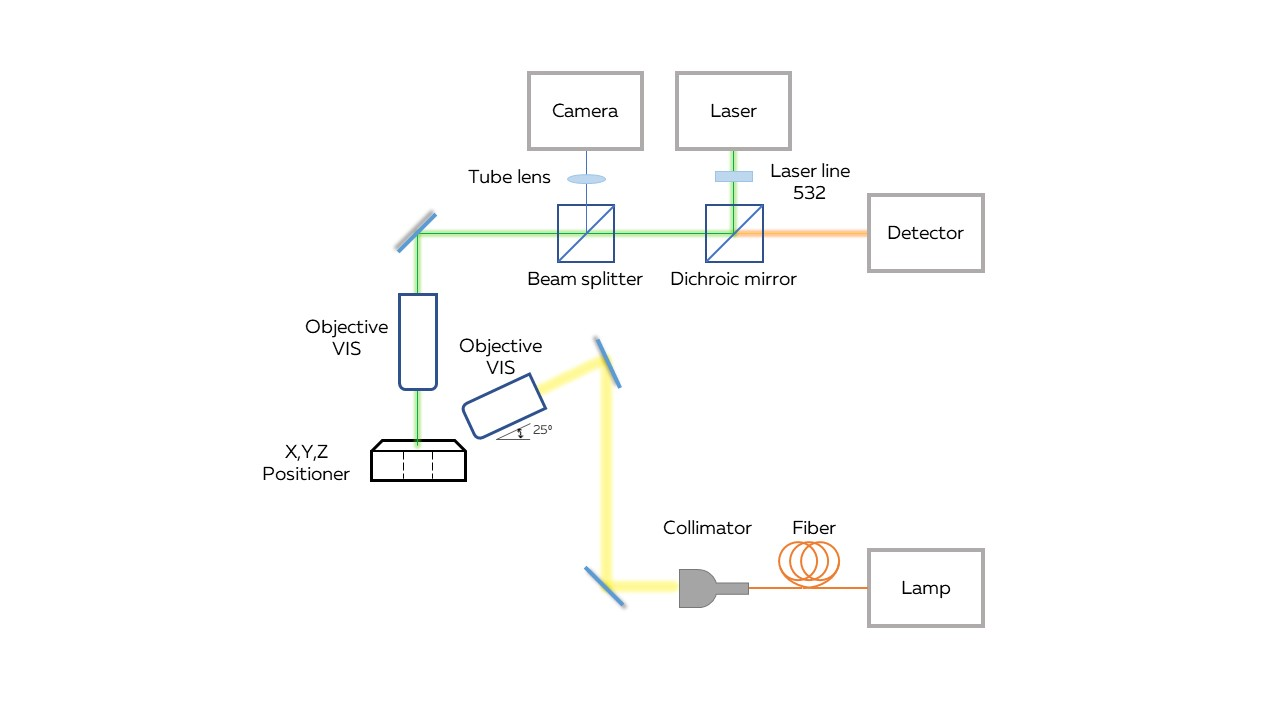 Camera
Laser
Tube lens
Laser line
532
Detector
Beam splitter
Dichroic mirror
Objective
VIS
Objective
VIS
25º
X,Y,Z
Positioner
Collimator
Fiber
Lamp